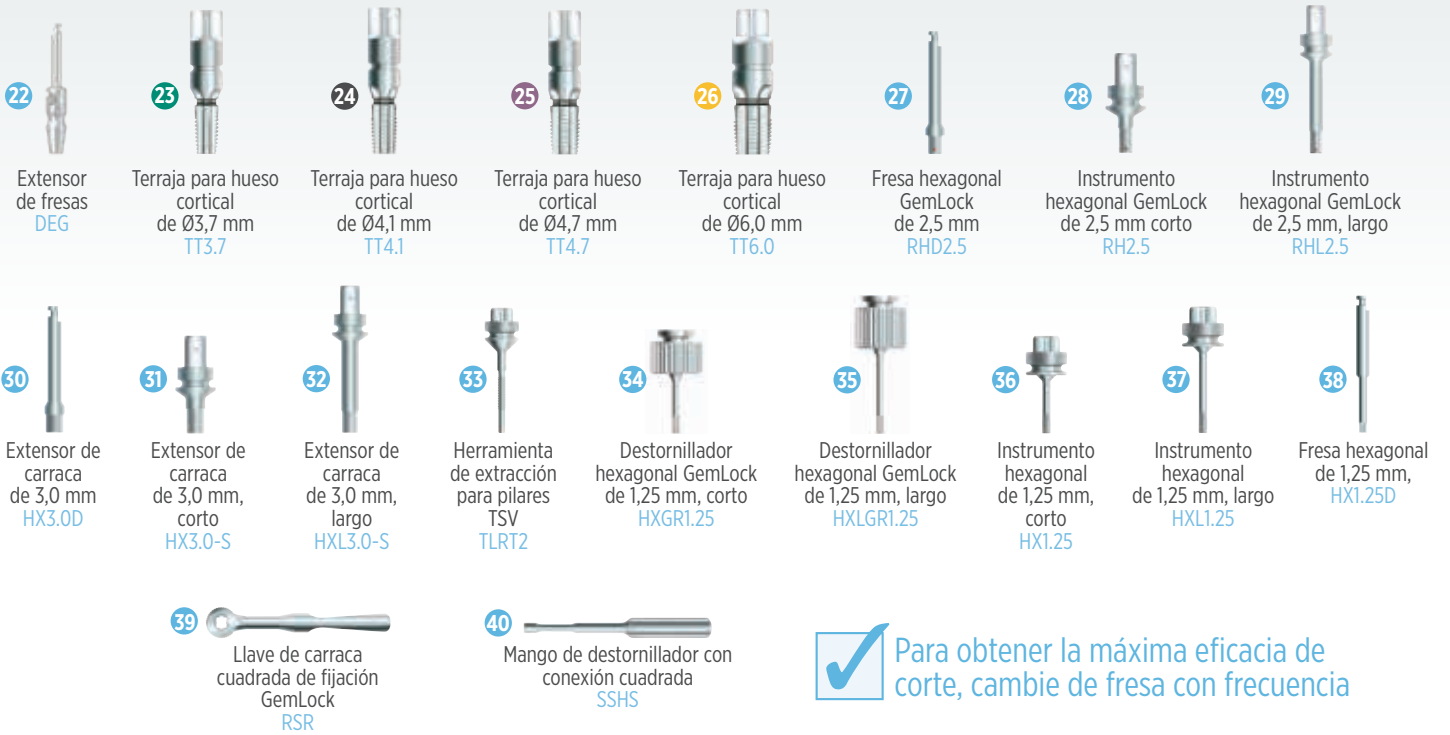 22
Extensor
de fresas
DEG
23
Terraja para hueso
cortical
de Ø3,7 mm
TT3.7
24
Terraja para hueso
cortical
de Ø4,1 mm
TT4.1
25
Terraja para hueso
cortical
de Ø4,7 mm
TT4.7
26
Terraja para hueso
cortical
de Ø6,0 mm
TT6.0
27
Fresa hexagonal
GemLock
de 2,5 mm
RHD2.5
28
Instrumento
hexagonal GemLock
de 2,5 mm corto
RH2.5
29
Instrumento
hexagonal GemLock
de 2,5 mm, largo
RHL2.5
30
Extensor de
carraca
de 3,0 mm
HX3.0D
31
Extensor de
carraca
de 3,0 mm,
corto
HX3.0-S
32
Extensor de
carraca
de 3,0 mm,
largo
HXL3.0-S
33
Herramienta
de extracción
para pilares
TSV
TLRT2
34
Destornillador
hexagonal GemLock
de 1,25 mm, corto
HXGR1.25
35
Destornillador
hexagonal GemLock
de 1,25 mm, largo
HXLGR1.25
36
Instrumento
hexagonal
de 1,25 mm,
corto
HX1.25
37
Instrumento
hexagonal
de 1,25 mm, largo
HXL1.25
38
Fresa hexagonal
de 1,25 mm,
HX1.25D
39
Llave de carraca
cuadrada de fijación
GemLock
RSR
40
Mango de destornillador con
conexión cuadrada
SSHS
Para obtener la máxima eficacia de
corte, cambie de fresa con frecuencia